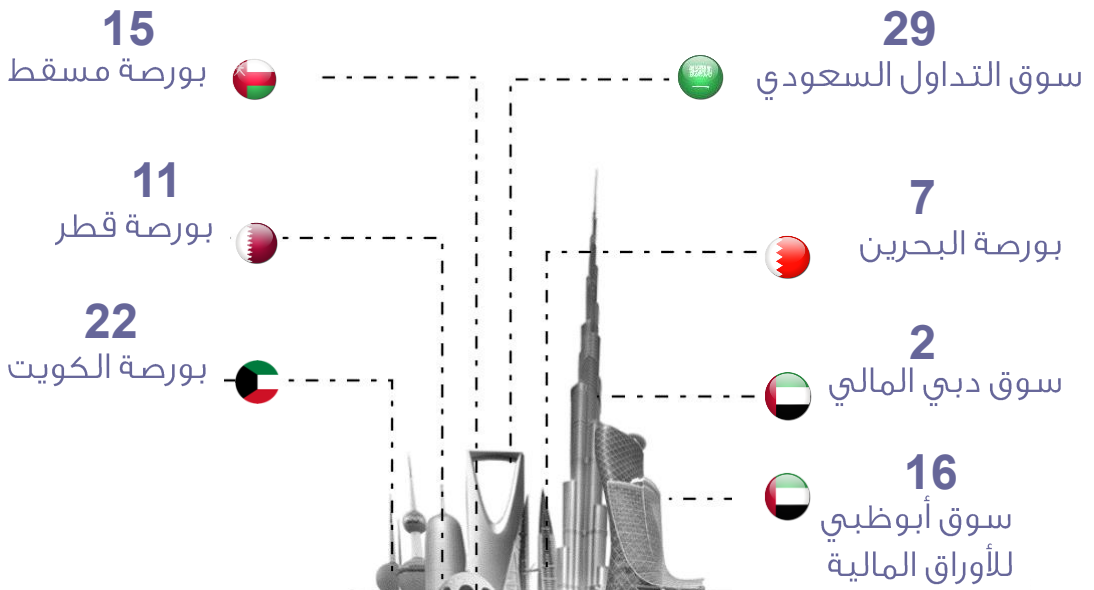 29
سوق التداول السعودي
7
بورصة البحرين
2
سوق دبي المالي
16
سوق أبوظبي
للأوراق المالية
15
بورصة مسقط
11
بورصة قطر
22
بورصة الكويت